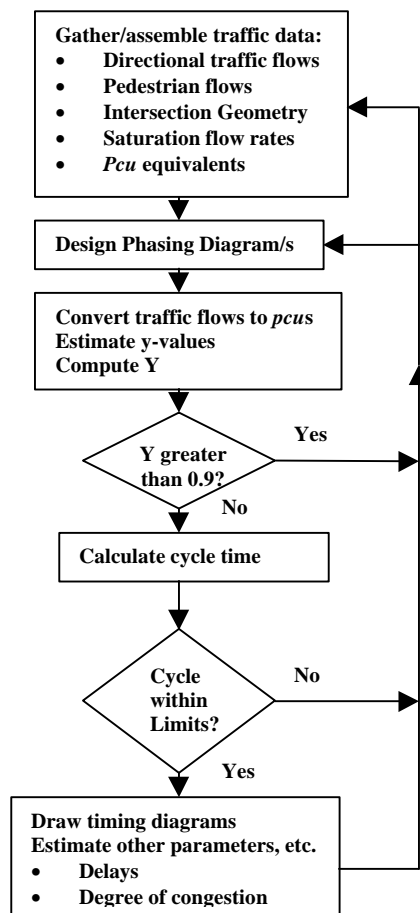 Gather/assemble traffic data:
• Directional traffic flows
• Pedestrian flows
• Intersection Geometry
• Saturation flow rates
• Pcu equivalents
Design Phasing Diagram/s
Convert traffic flows to pcus
Estimate y-values
Compute Y
Yes
Y greater
than 0.9?
No
Calculate cycle time
Cycle
within
Limits?
No
Yes
Draw timing diagrams
Estimate other parameters, etc.
• Delays
• Degree of congestion